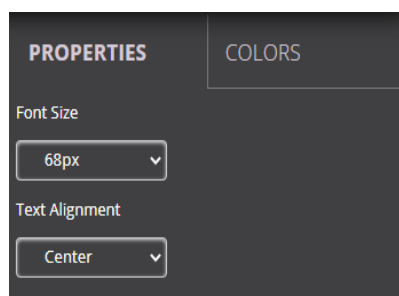 PROPERTIES COLORS
Font Size
68px
Text Alignment
Center